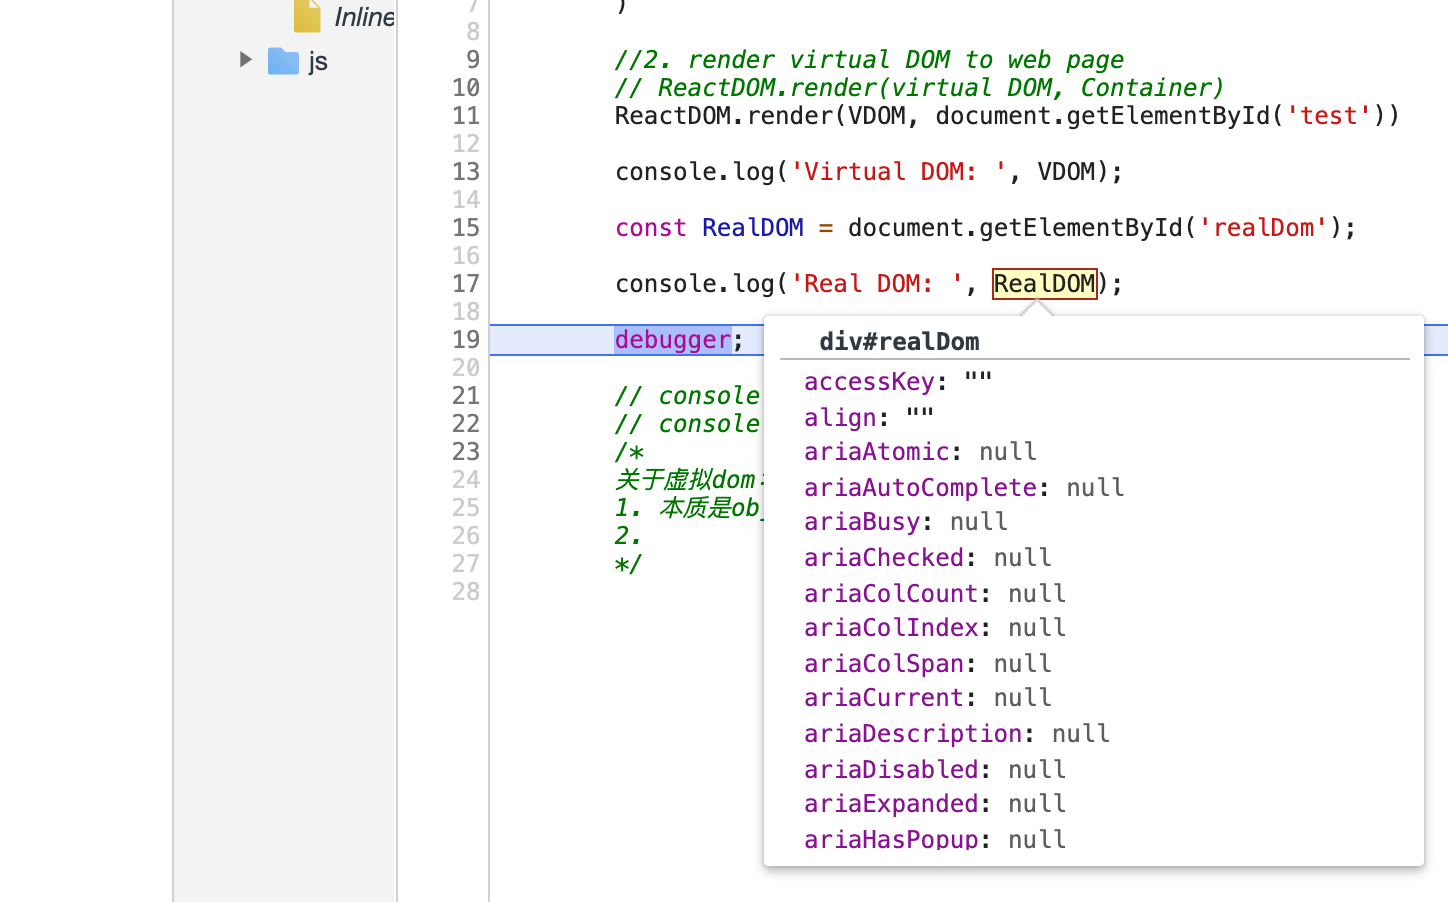 Inline
js
7 )
8
9 //2. render virtual DOM to web page
10 // ReactDOM.render(virtual DOM, Container)
11 ReactDOM.render(VDOM, document.getElementById('test'))
12
13 console.log('Virtual DOM: ', VDOM);
14
15 const RealDOM = document.getElementById('realDom');
16
17 console.log('Real DOM: ', RealDOM);
18
19 debugger;
20
21 // console
22 // console
23 /*
24 关于虚拟dom
25 1. 本质是ob
26 2.
27 */
28
div#realDom
accessKey: ""
align: ""
ariaAtomic: null
ariaAutoComplete: null
ariaBusy: null
ariaChecked: null
ariaColCount: null
ariaColIndex: null
ariaColSpan: null
ariaCurrent: null
ariaDescription: null
ariaDisabled: null
ariaExpanded: null
ariaHasPopup: null